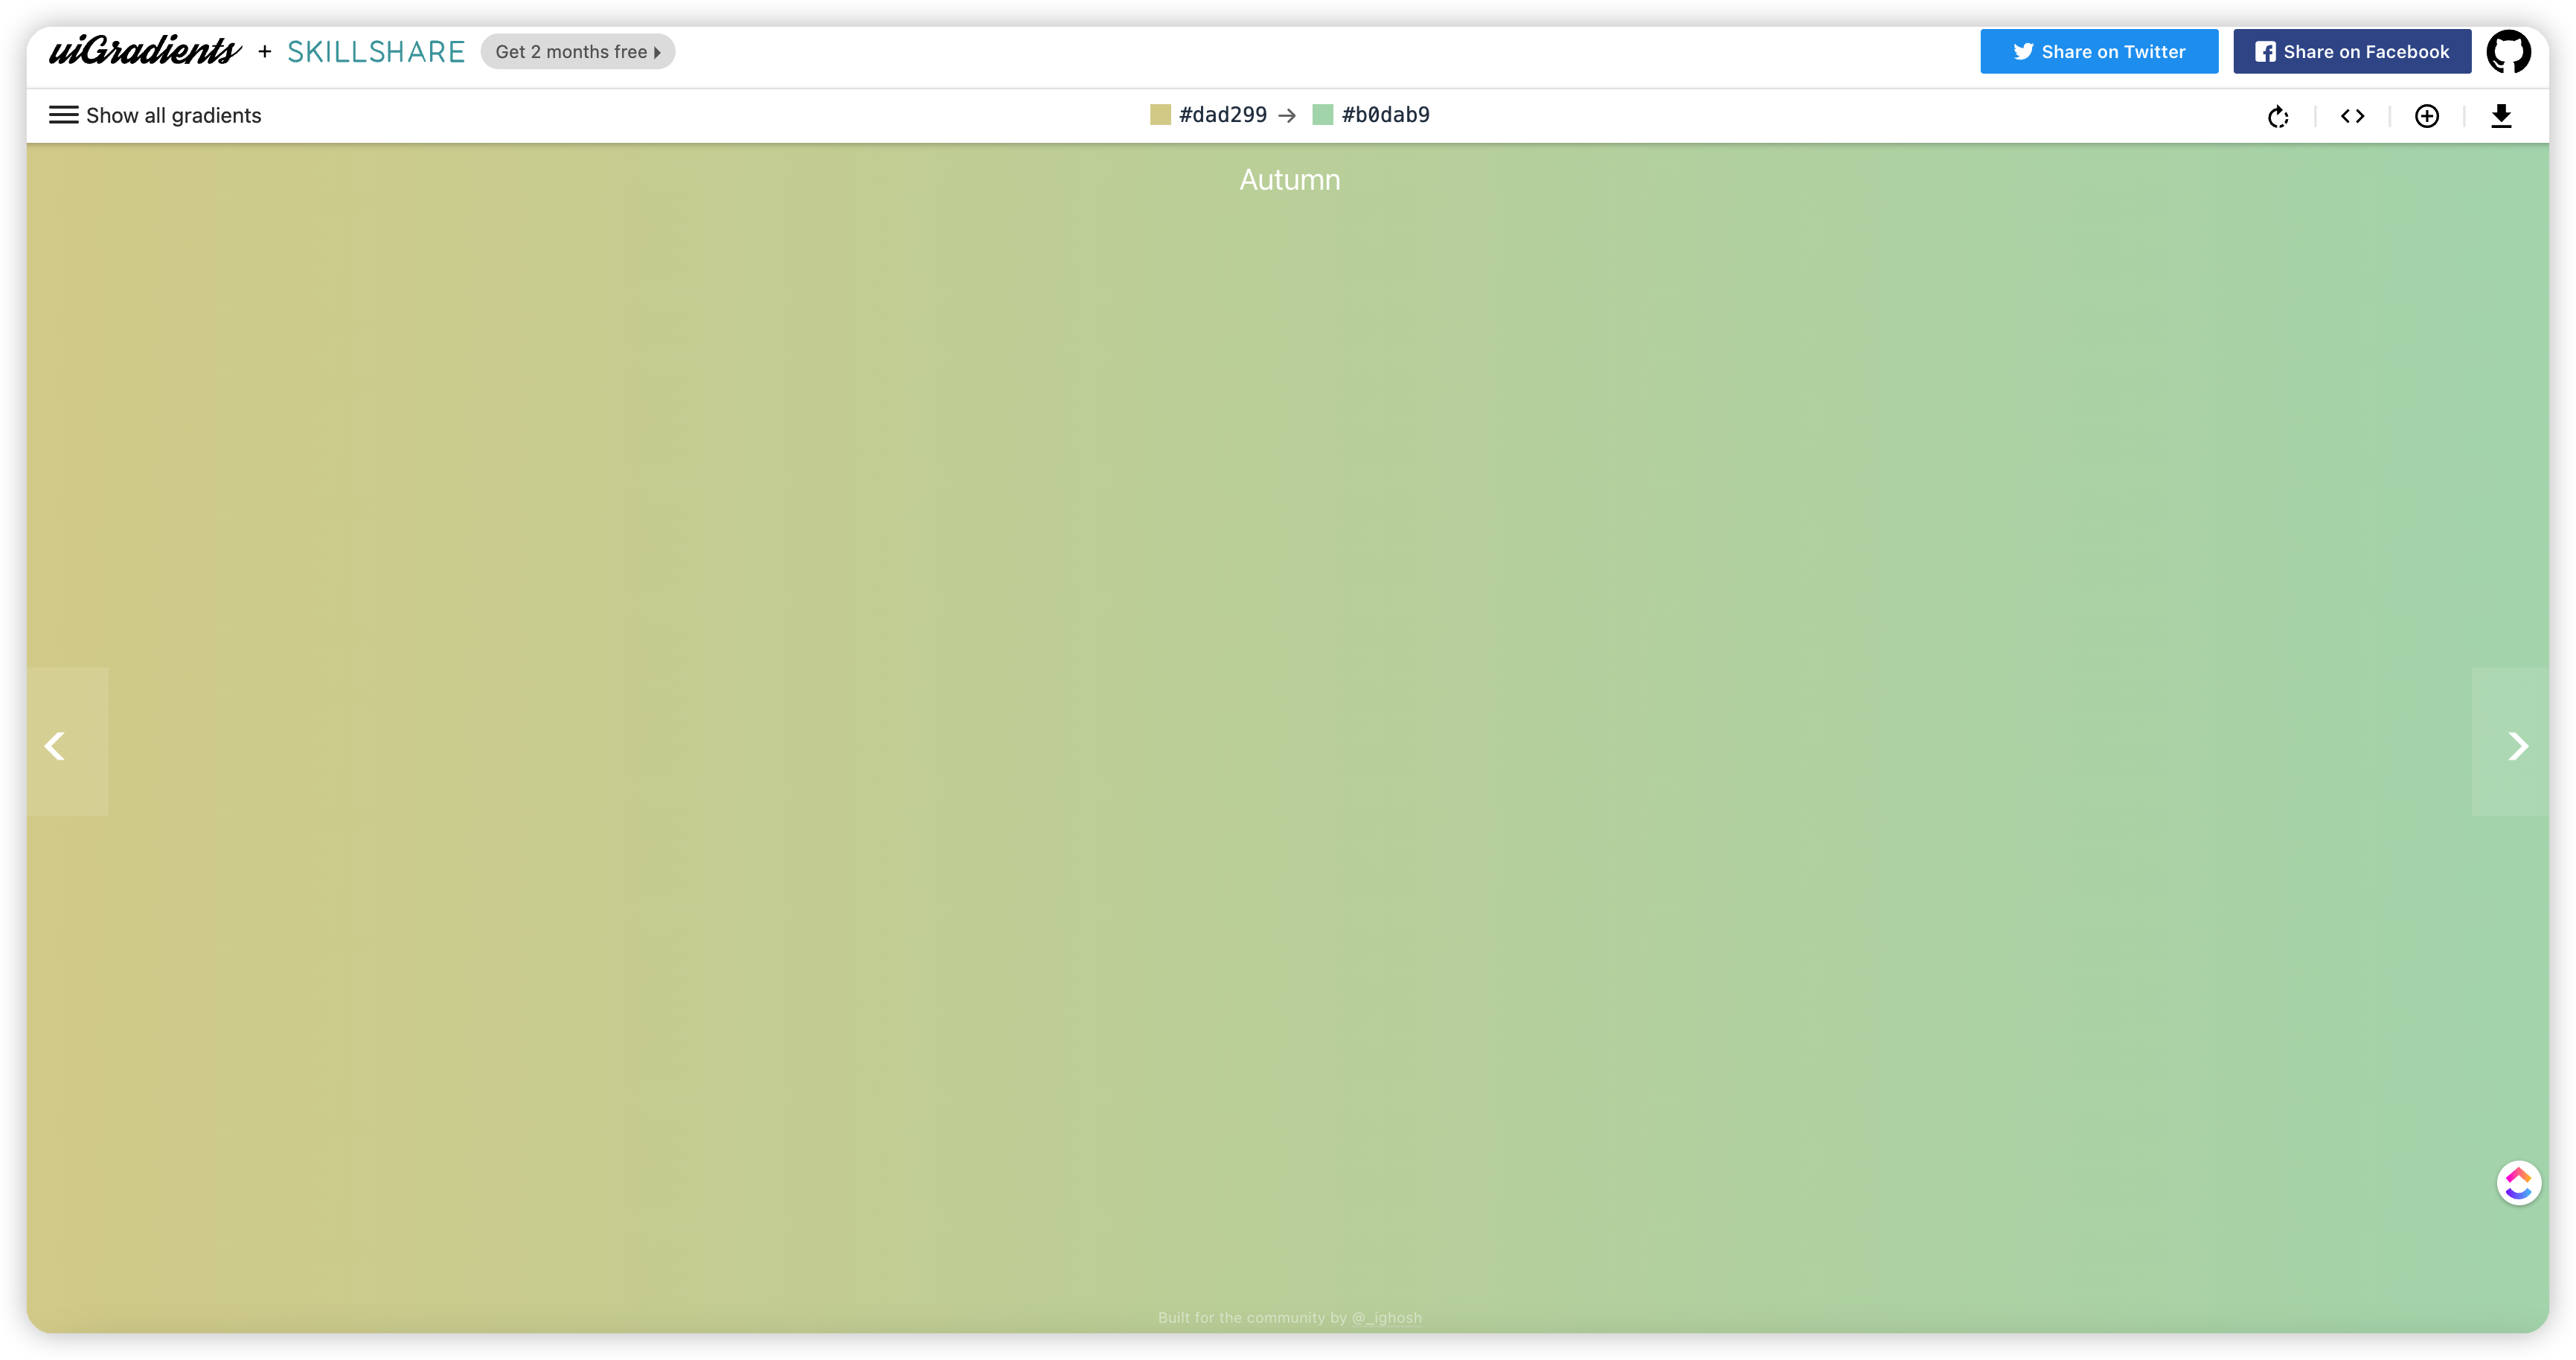 uiGradients + SKILLSHARE Get 2 months free
Share on Twitter
Share on Facebook
Show all gradients
#dad299 → #b0dab9
Autumn
Built for the community by @_ighosh